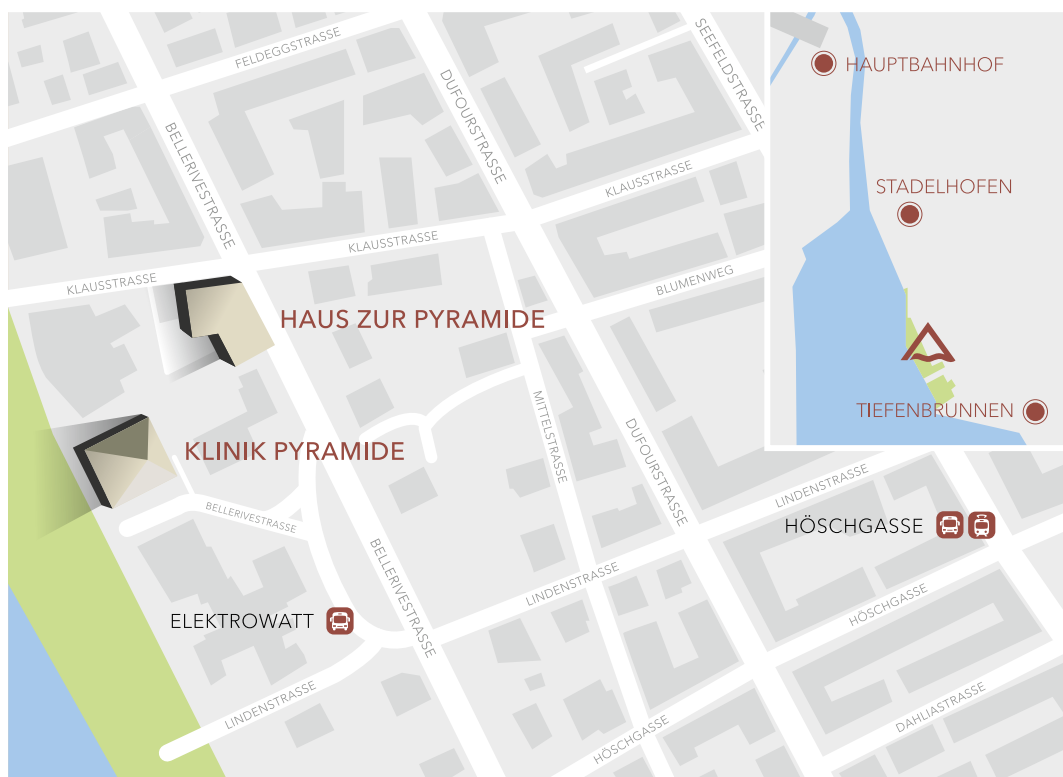 FELDEGGSTRASSE
SEEFELDSTRASSE
DUFOURSTRASSE
BELLERIVESTRASSE
KLAUSSTRASSE
KLAUSSTRASSE
KLAUSSTRASSE
BLUMENWEG
HAUS ZUR PYRAMIDE
KLINIK PYRAMIDE
MITTELSTRASSE
DUFOURSTRASSE
BELLERIVESTRASSE
BELLERIVESTRASSE
LINDENSTRASSE
LINDENSTRASSE
LINDENSTRASSE
HÖSCHGASSE
ELEKTROWATT
HÖSCHGASSE
HÖSCHGASSE
DAHLIASTRASSE
HAUPTBAHNHOF
STADELHOFEN
TIEFENBRUNNEN